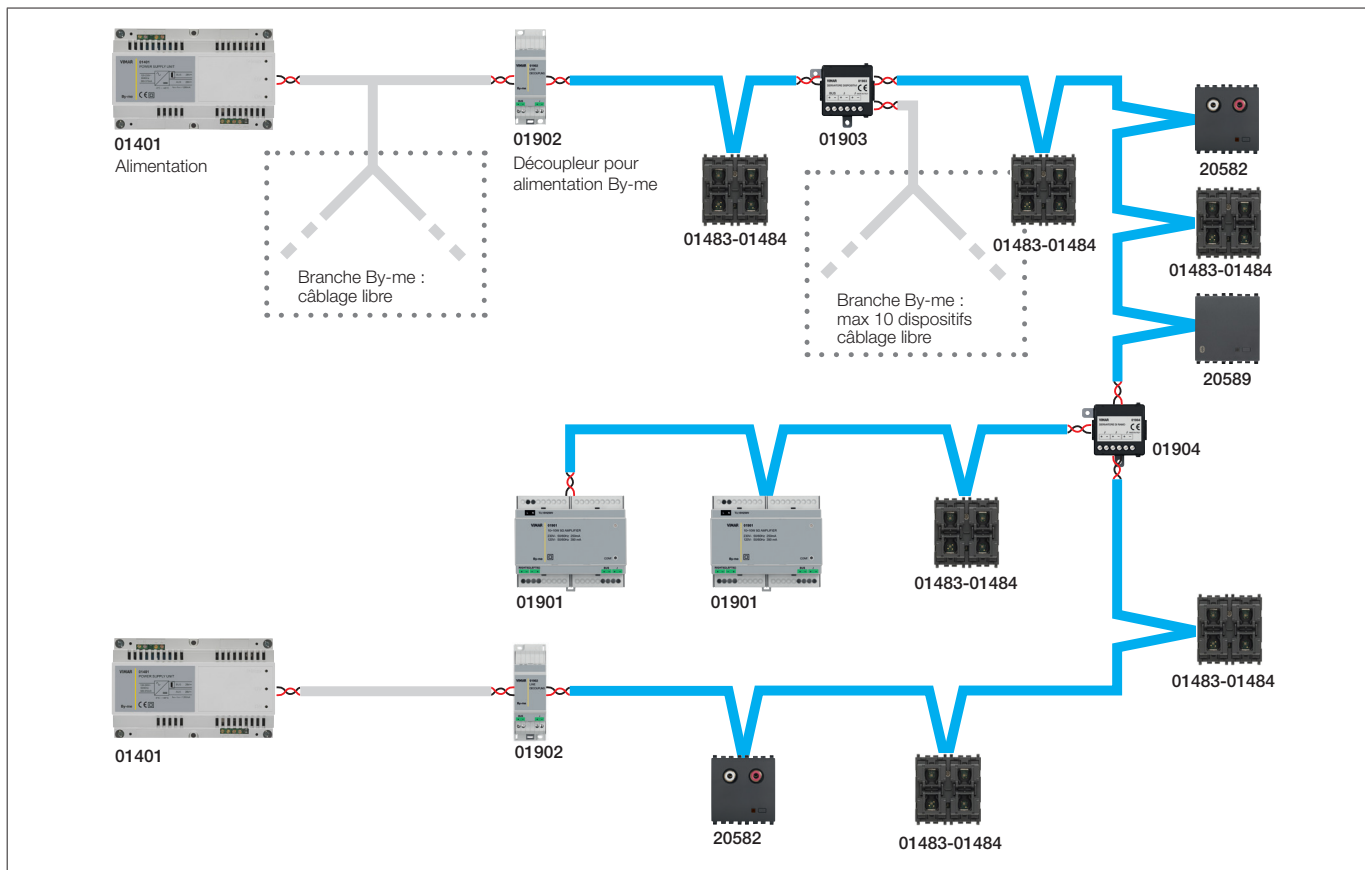 01401
Alimentation
01902
Découpleur pour
alimentation By-me
01483-01484
01903
01483-01484
20582
01483-01484
20589
Branche By-me :
câblage libre
Branche By-me :
max 10 dispositifs
câblage libre
01904
01901
01901
01483-01484
01483-01484
01401
01902
20582
01483-01484